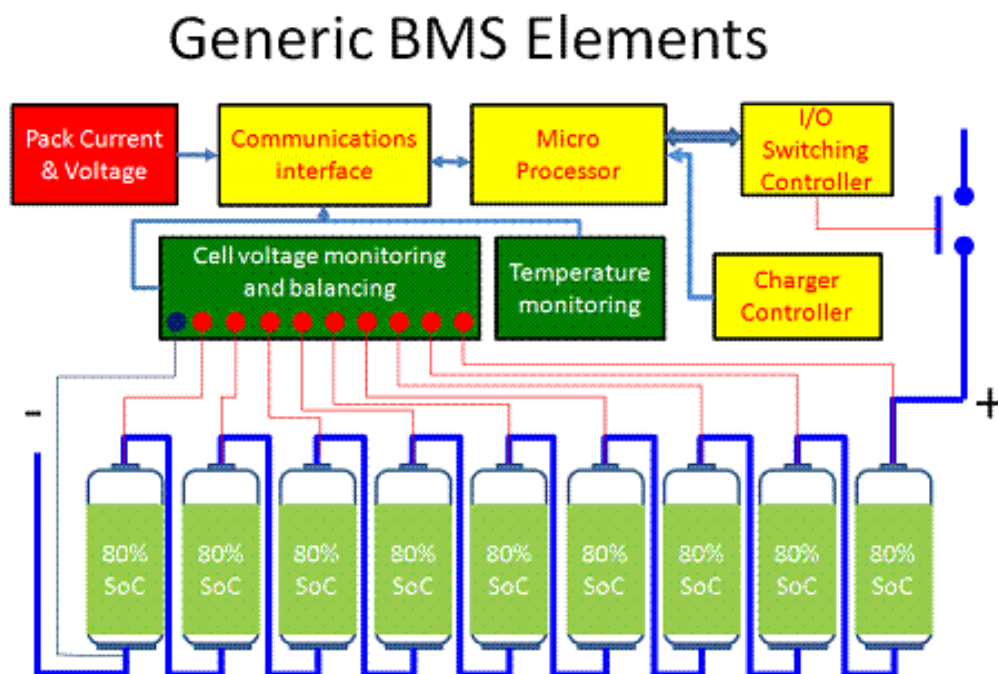 Generic BMS Elements
Pack Current
& Voltage
Communications
interface
Micro
Processor
I/O
Switching
Controller
Cell voltage monitoring
and balancing
Temperature
monitoring
Charger
Controller
-
+
80%
SoC
80%
SoC
80%
SoC
80%
SoC
80%
SoC
80%
SoC
80%
SoC
80%
SoC
80%
SoC